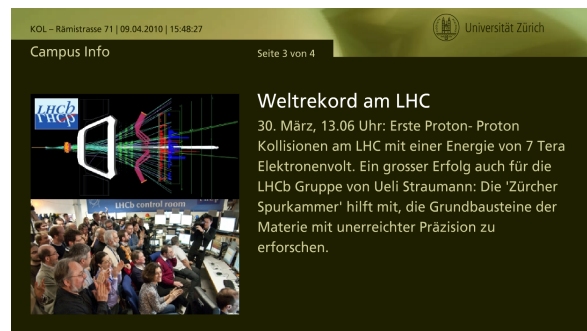 KOL – Rämistrasse 71 | 09.04.2010 | 15:48:27
Universität Zürich
Campus Info
Seite 3 von 4
LHCb
Weltrekord am LHC
30. März, 13.06 Uhr: Erste Proton- Proton
Kollisionen am LHC mit einer Energie von 7 Tera
Elektronenvolt. Ein grosser Erfolg auch für die
LHCb Gruppe von Ueli Straumann: Die 'Zürcher
Spurkammer' hilft mit, die Grundbausteine der
Materie mit unerreichter Präzision zu
erforschen.
LHCb control room